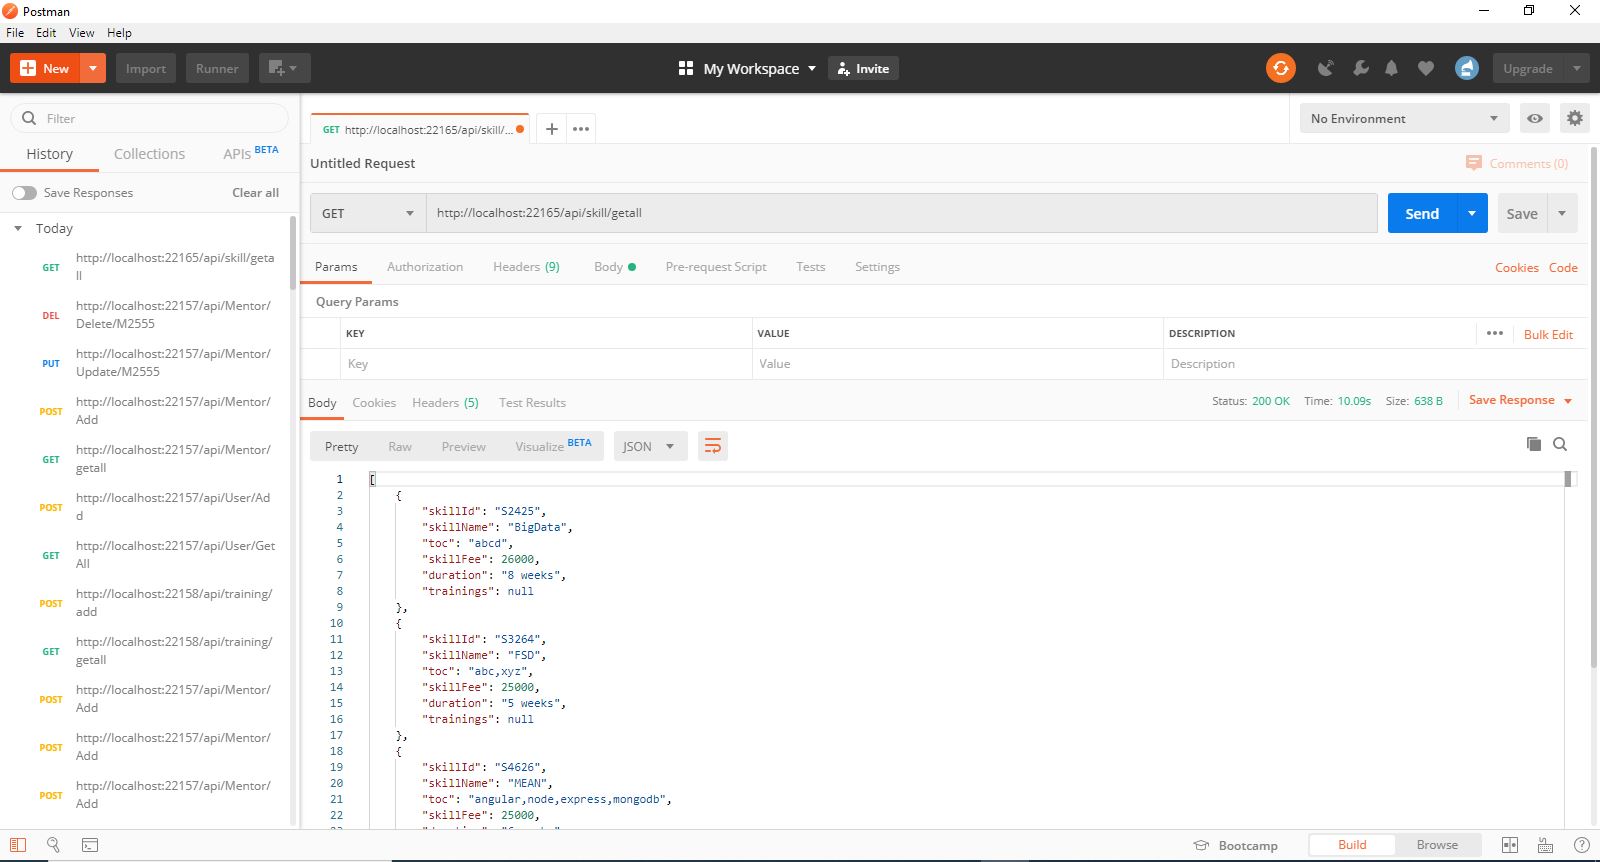 Postman
File Edit View Help
New Import Runner My Workspace Invite Upgrade
Filter
History Collections APIs BETA
Save Responses Clear all
Today
GET http://localhost:22165/api/skill/geta
ll
DEL http://localhost:22157/api/Mentor/
Delete/M2555
PUT http://localhost:22157/api/Mentor/
Update/M2555
POST http://localhost:22157/api/Mentor/
Add
GET http://localhost:22157/api/Mentor/
getall
POST http://localhost:22157/api/User/Ad
d
GET http://localhost:22157/api/User/Get
All
POST http://localhost:22158/api/training/
add
GET http://localhost:22158/api/training/
getall
POST http://localhost:22157/api/Mentor/
Add
POST http://localhost:22157/api/Mentor/
Add
POST http://localhost:22157/api/Mentor/
Add
GET http://localhost:22165/api/skill/... No Environment
Untitled Request Comments (0)
GET http://localhost:22165/api/skill/getall Send Save
Params Authorization Headers (9) Body Pre-request Script Tests Settings Cookies Code
Query Params
KEY VALUE DESCRIPTION Bulk Edit
Key Value Description
Body Cookies Headers (5) Test Results Status: 200 OK Time: 10.09s Size: 638 B Save Response
Pretty Raw Preview Visualize BETA JSON
1 [
2 {
3 "skillId": "S2425",
4 "skillName": "BigData",
5 "toc": "abcd",
6 "skillFee": 26000,
7 "duration": "8 weeks",
8 "trainings": null
9 },
10 {
11 "skillId": "S3264",
12 "skillName": "FSD",
13 "toc": "abc,xyz",
14 "skillFee": 25000,
15 "duration": "5 weeks",
16 "trainings": null
17 },
18 {
19 "skillId": "S4626",
20 "skillName": "MEAN",
21 "toc": "angular,node,express,mongodb",
22 "skillFee": 25000,
Bootcamp Build Browse